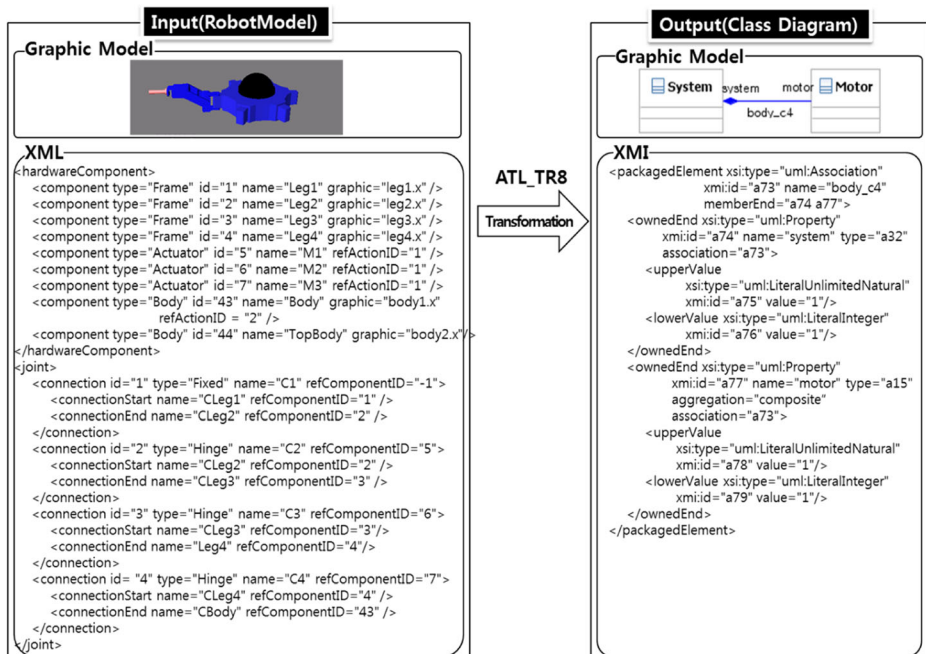 Input(RobotModel)
Graphic Model
XML
<hardwareComponent>
<component type="Frame" id="1" name="Leg1" graphic="leg1.x" />
<component type="Frame" id="2" name="Leg2" graphic="leg2.x" />
<component type="Frame" id="3" name="Leg3" graphic="leg3.x" />
<component type="Frame" id="4" name="Leg4" graphic="leg4.x" />
<component type="Actuator" id="5" name="M1" refActionID="1" />
<component type="Actuator" id="6" name="M2" refActionID="1" />
<component type="Actuator" id="7" name="M3" refActionID="1" />
<component type="Body" id="43" name="Body" graphic="body1.x"
refActionID = "2" />
<component type="Body" id="44" name="TopBody" graphic="body2.x"/>
</hardwareComponent>
<joint>
<connection id="1" type="Fixed" name="C1" refComponentID="-1">
<connectionStart name="CLeg1" refComponentID="1" />
<connectionEnd name="CLeg2" refComponentID="2" />
</connection>
<connection id="2" type="Hinge" name="C2" refComponentID="5">
<connectionStart name="CLeg2" refComponentID="2" />
<connectionEnd name="CLeg3" refComponentID="3" />
</connection>
<connection id="3" type="Hinge" name="C3" refComponentID="6">
<connectionStart name="CLeg3" refComponentID="3"/>
<connectionEnd name="Leg4" refComponentID="4"/>
</connection>
<connection id= "4" type="Hinge" name="C4" refComponentID="7">
<connectionStart name="CLeg4" refComponentID="4" />
<connectionEnd name="CBody" refComponentID="43" />
</connection>
</joint>
ATL_TR8
Transformation
Output(Class Diagram)
Graphic Model
System system motor Motor
body_c4
XMI
<packagedElement xsi:type="uml:Association"
xmi:id="a73" name="body_c4"
memberEnd="a74 a77">
<ownedEnd xsi:type="uml:Property"
xmi:id="a74" name="system" type="a32"
association="a73">
<upperValue
xsi:type="uml:LiteralUnlimitedNatural"
xmi:id="a75" value="1"/>
<lowerValue xsi:type="uml:LiteralInteger"
xmi:id="a76" value="1"/>
</ownedEnd>
<ownedEnd xsi:type="uml:Property"
xmi:id="a77" name="motor" type="a15"
aggregation="composite"
association="a73">
<upperValue
xsi:type="uml:LiteralUnlimitedNatural"
xmi:id="a78" value="1"/>
<lowerValue xsi:type="uml:LiteralInteger"
xmi:id="a79" value="1"/>
</ownedEnd>
</packagedElement>